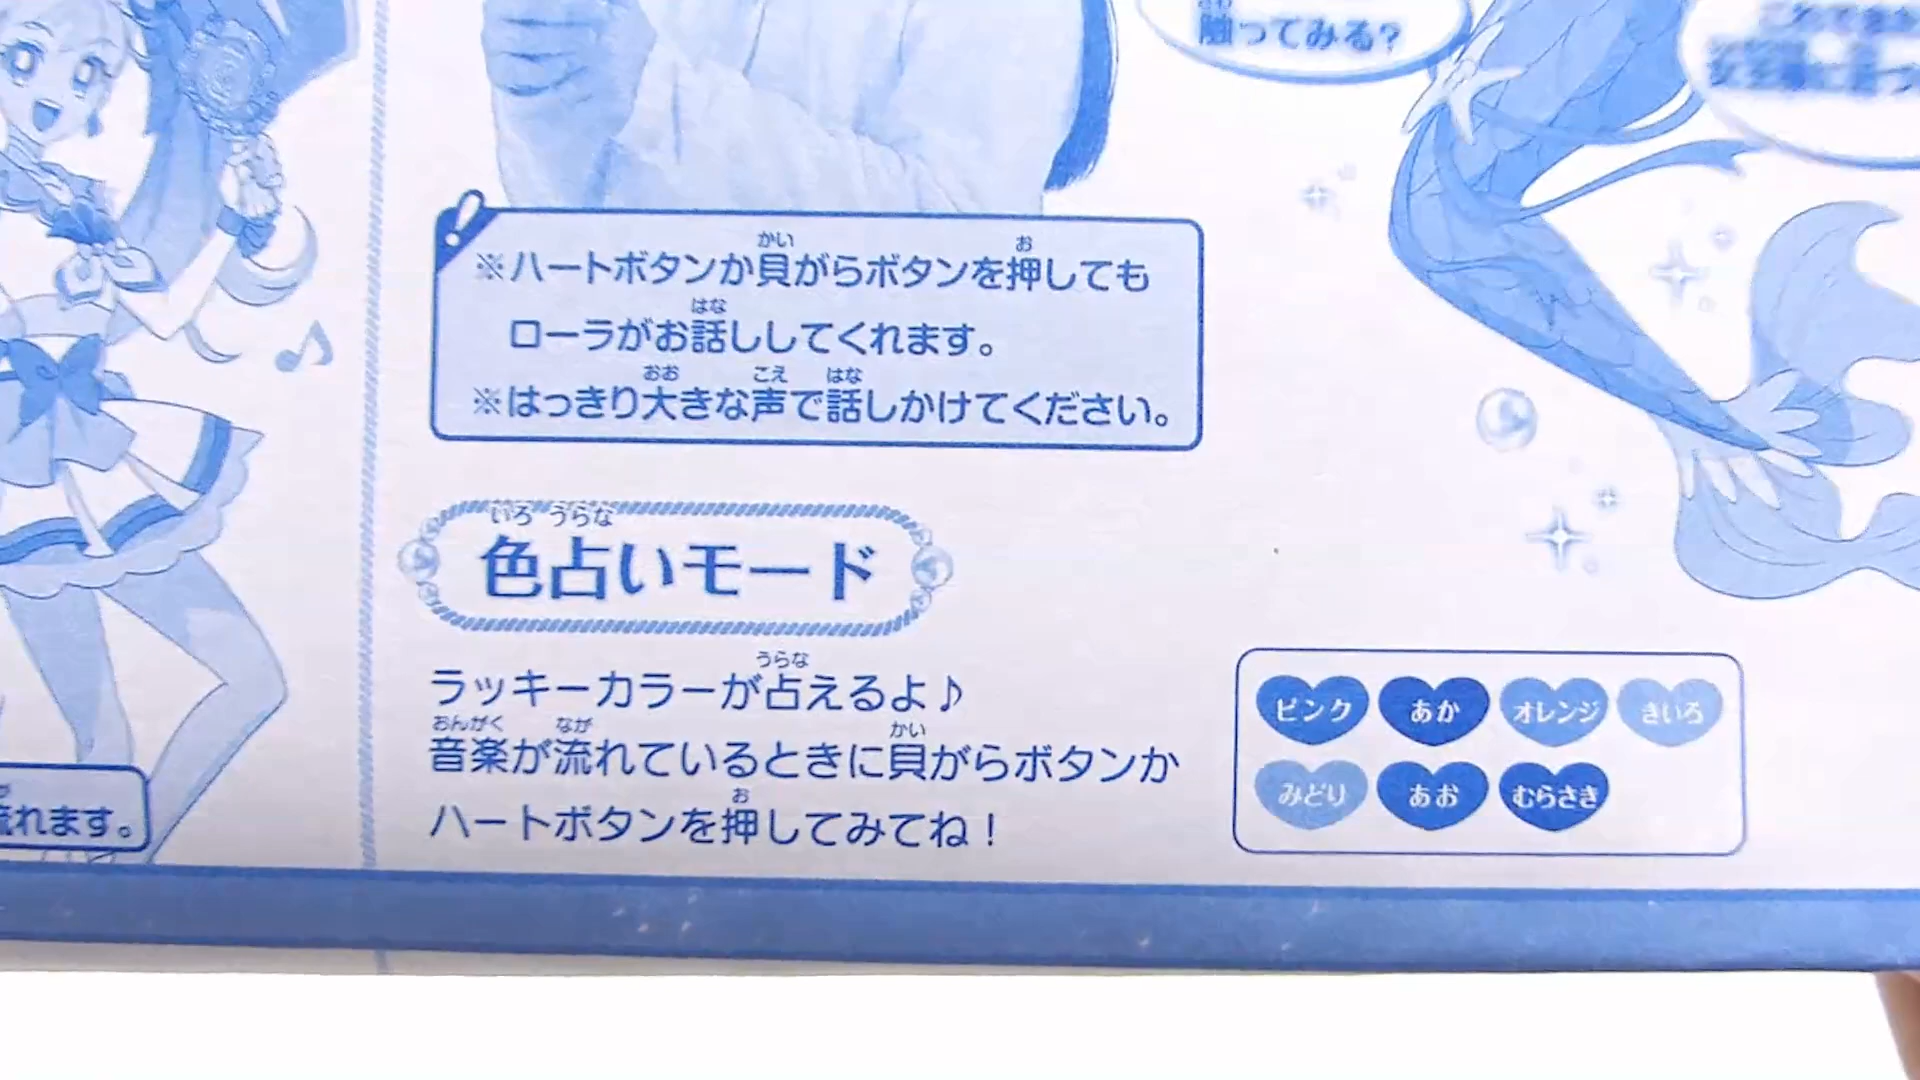 触ってみる?
※ハートボタンか貝がらボタンを押しても
ローラがお話ししてくれます。
※はっきり大きな声で話しかけてください。
色占いモード
ラッキーカラーが占えるよ♪
音楽が流れているときに貝がらボタンか
ハートボタンを押してみてね!
ピンク あか オレンジ きいろ
みどり あお むらさき
流れます。